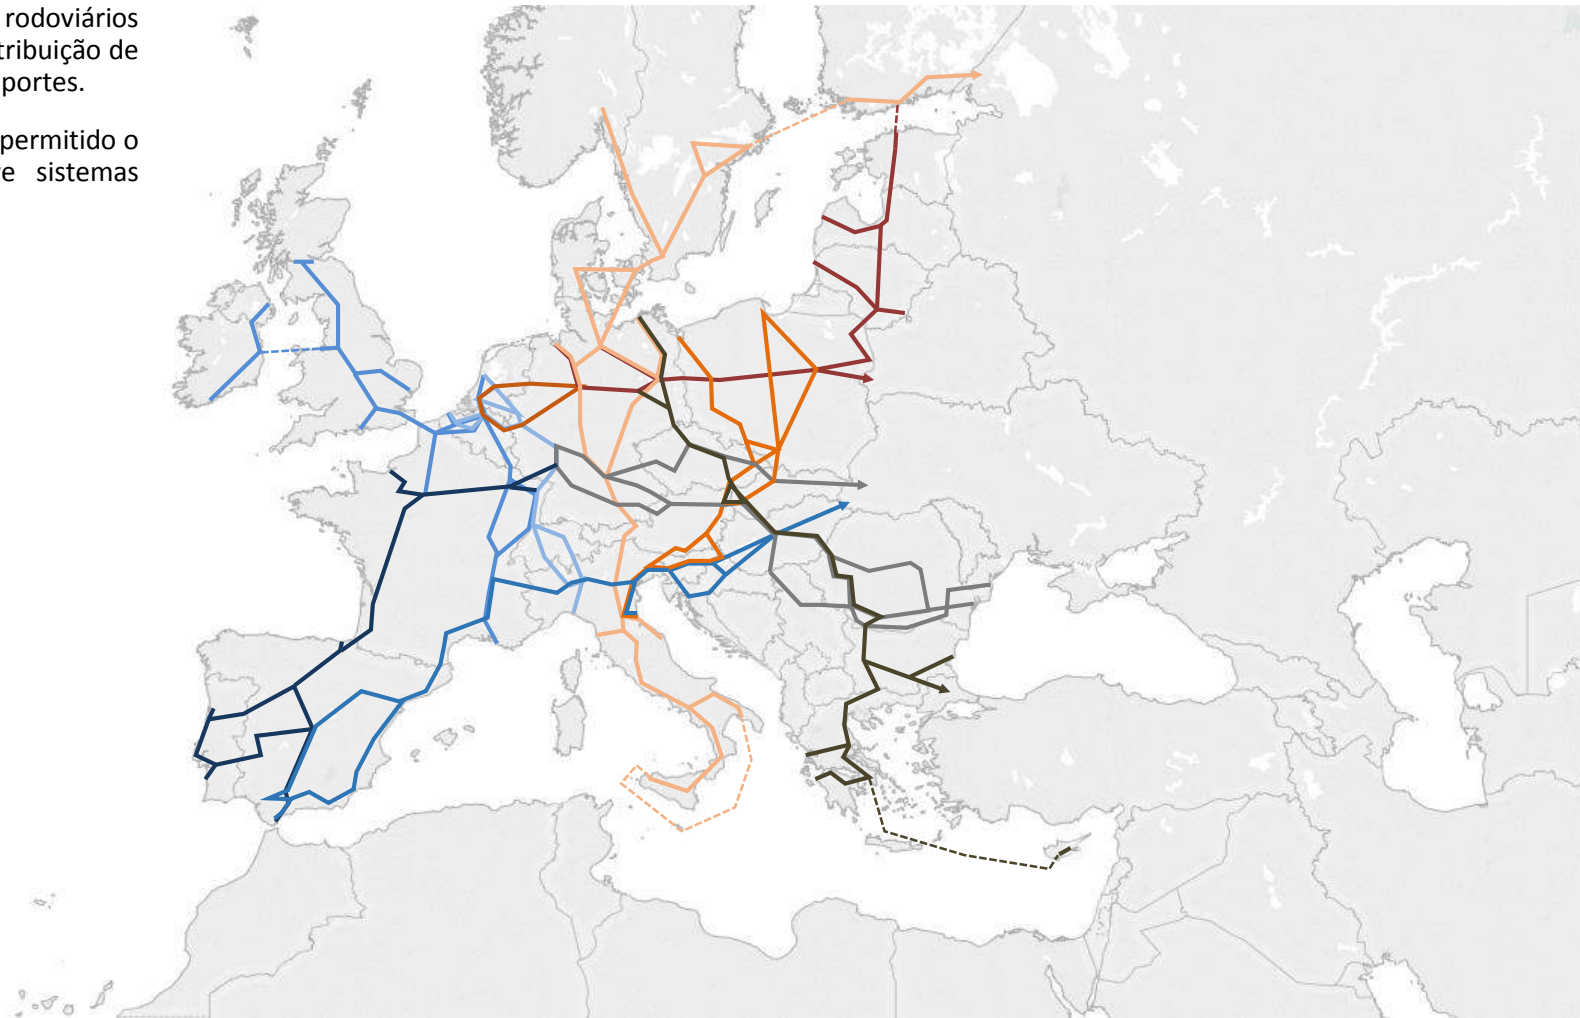 rodoviários
tribuição de
portes.
permitido o
e sistemas